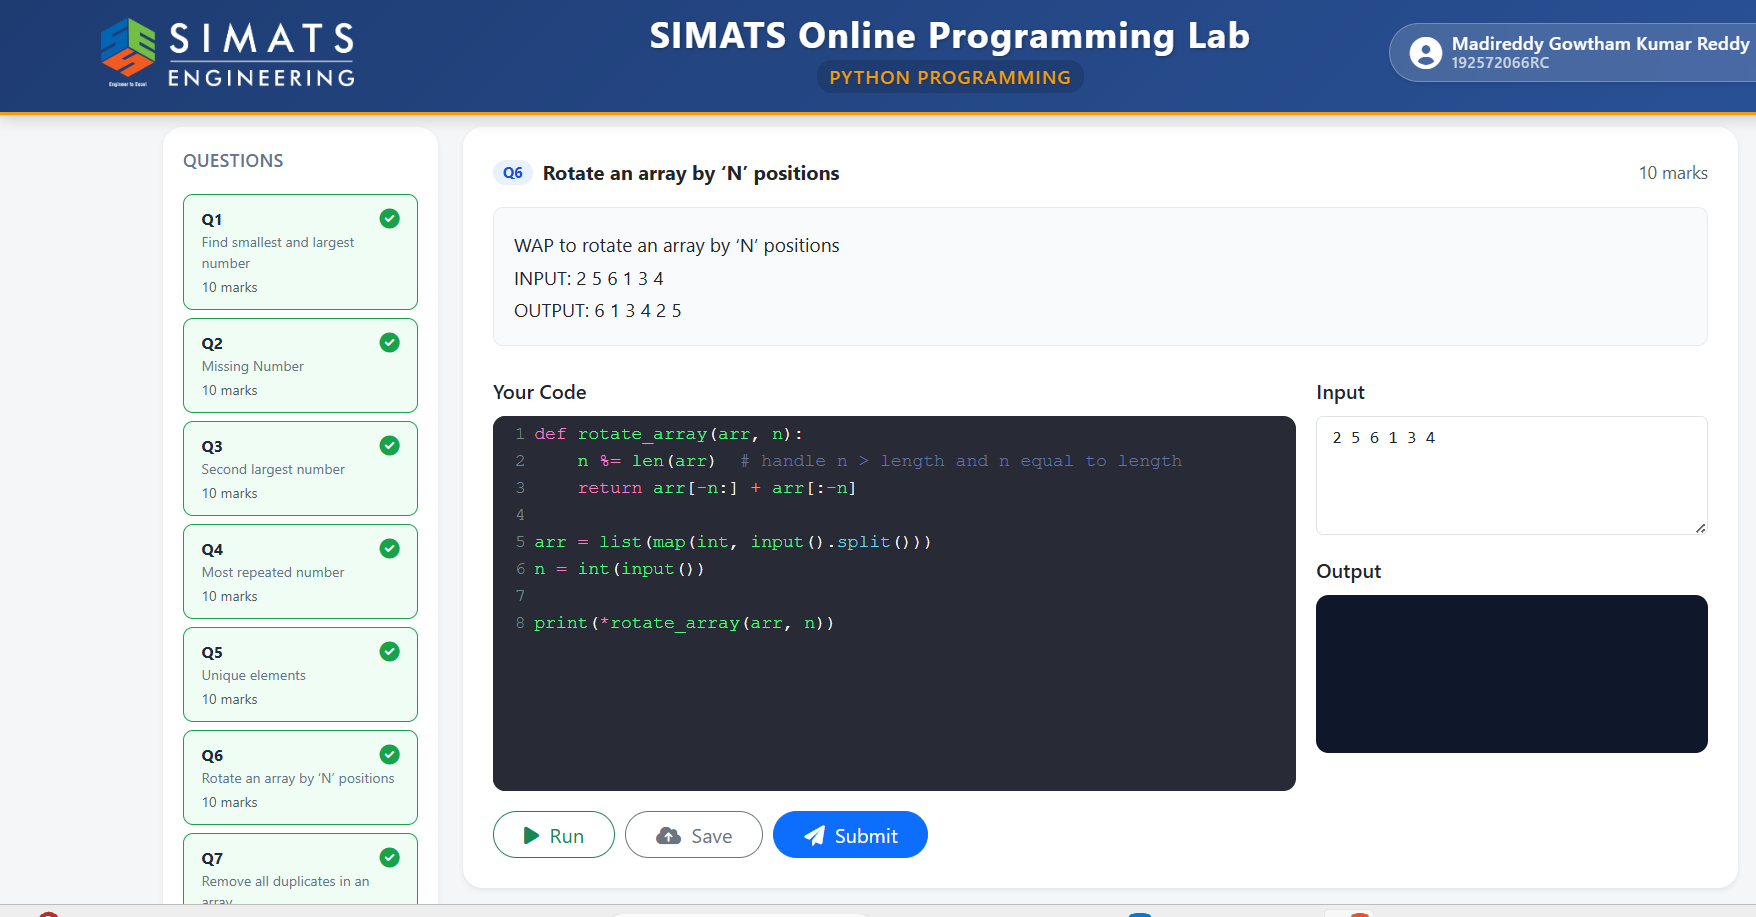 SIMATS
ENGINEERING
Engineer to Excel
SIMATS Online Programming Lab
PYTHON PROGRAMMING
Madireddy Gowtham Kumar Reddy
192572066RC
QUESTIONS
Q1
Find smallest and largest
number
10 marks
Q2
Missing Number
10 marks
Q3
Second largest number
10 marks
Q4
Most repeated number
10 marks
Q5
Unique elements
10 marks
Q6
Rotate an array by ‘N’ positions
10 marks
Q7
Remove all duplicates in an
array
Q6 Rotate an array by ‘N’ positions
10 marks
WAP to rotate an array by ‘N’ positions
INPUT: 2 5 6 1 3 4
OUTPUT: 6 1 3 4 2 5
Your Code
1 def rotate_array(arr, n):
2     n %= len(arr)  # handle n > length and n equal to length
3     return arr[-n:] + arr[:-n]
4
5 arr = list(map(int, input().split()))
6 n = int(input())
7
8 print(*rotate_array(arr, n))
Run
Save
Submit
Input
2 5 6 1 3 4
Output